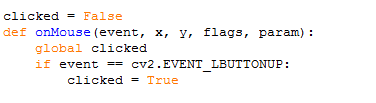 clicked = False
def onMouse(event, x, y, flags, param):
    global clicked
    if event == cv2.EVENT_LBUTTONUP:
        clicked = True